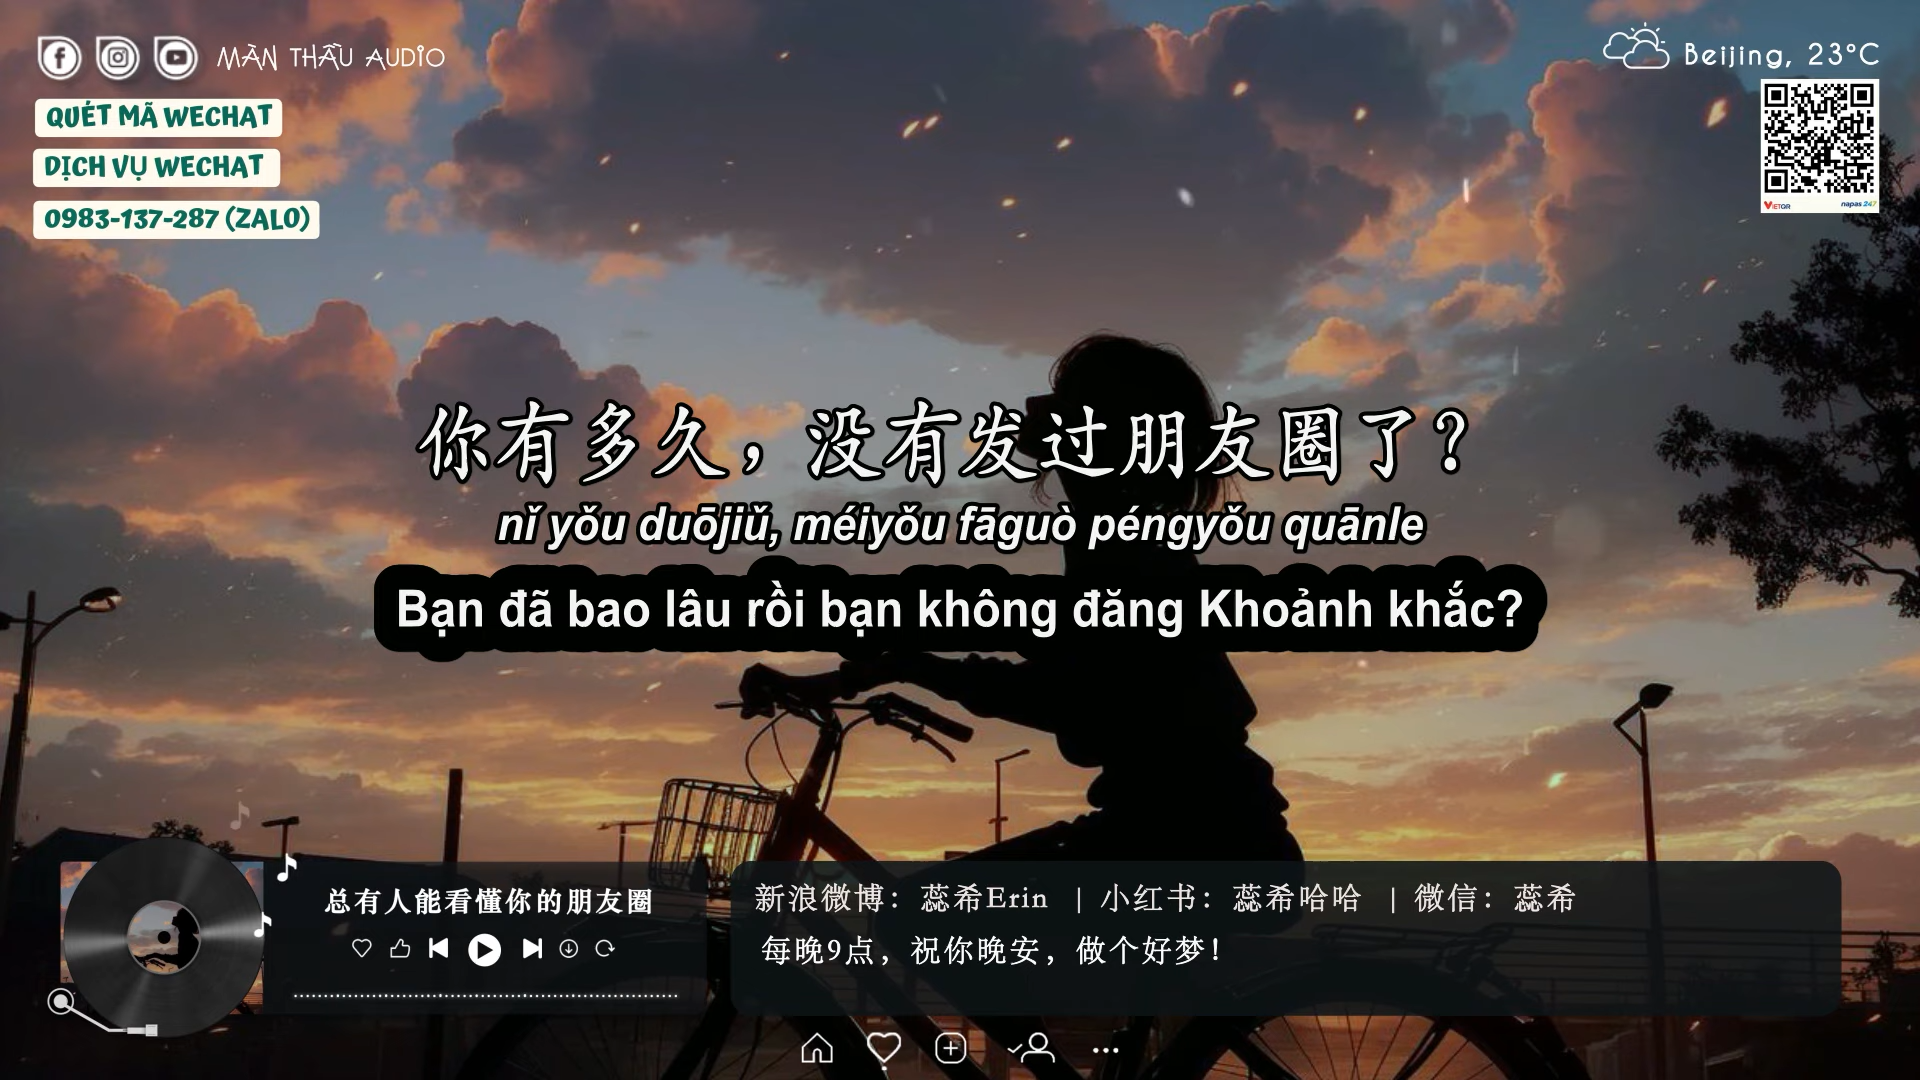 MÀN THẦU AUDIO
Beijing, 23°C
QUÉT MÃ WECHAT
DỊCH VỤ WECHAT
0983-137-287 (ZALO)
VIETQR
napas 247
你有多久，没有发过朋友圈了？
nǐ yǒu duōjiǔ, méiyǒu fāguò péngyǒu quānle
Bạn đã bao lâu rồi bạn không đăng Khoảnh khắc?
总有人能看懂你的朋友圈
新浪微博：蕊希Erin | 小红书：蕊希哈哈 | 微信：蕊希
每晚9点，祝你晚安，做个好梦！